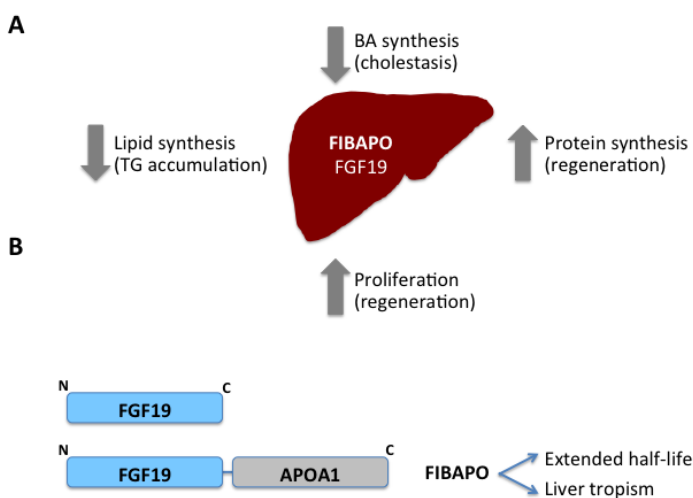 A
BA synthesis
(cholestasis)
Lipid synthesis
(TG accumulation)
FIBAPO
FGF19
Protein synthesis
(regeneration)
B
Proliferation
(regeneration)
N
C
FGF19
N
C
FGF19
APOA1
FIBAPO
Extended half-life
Liver tropism